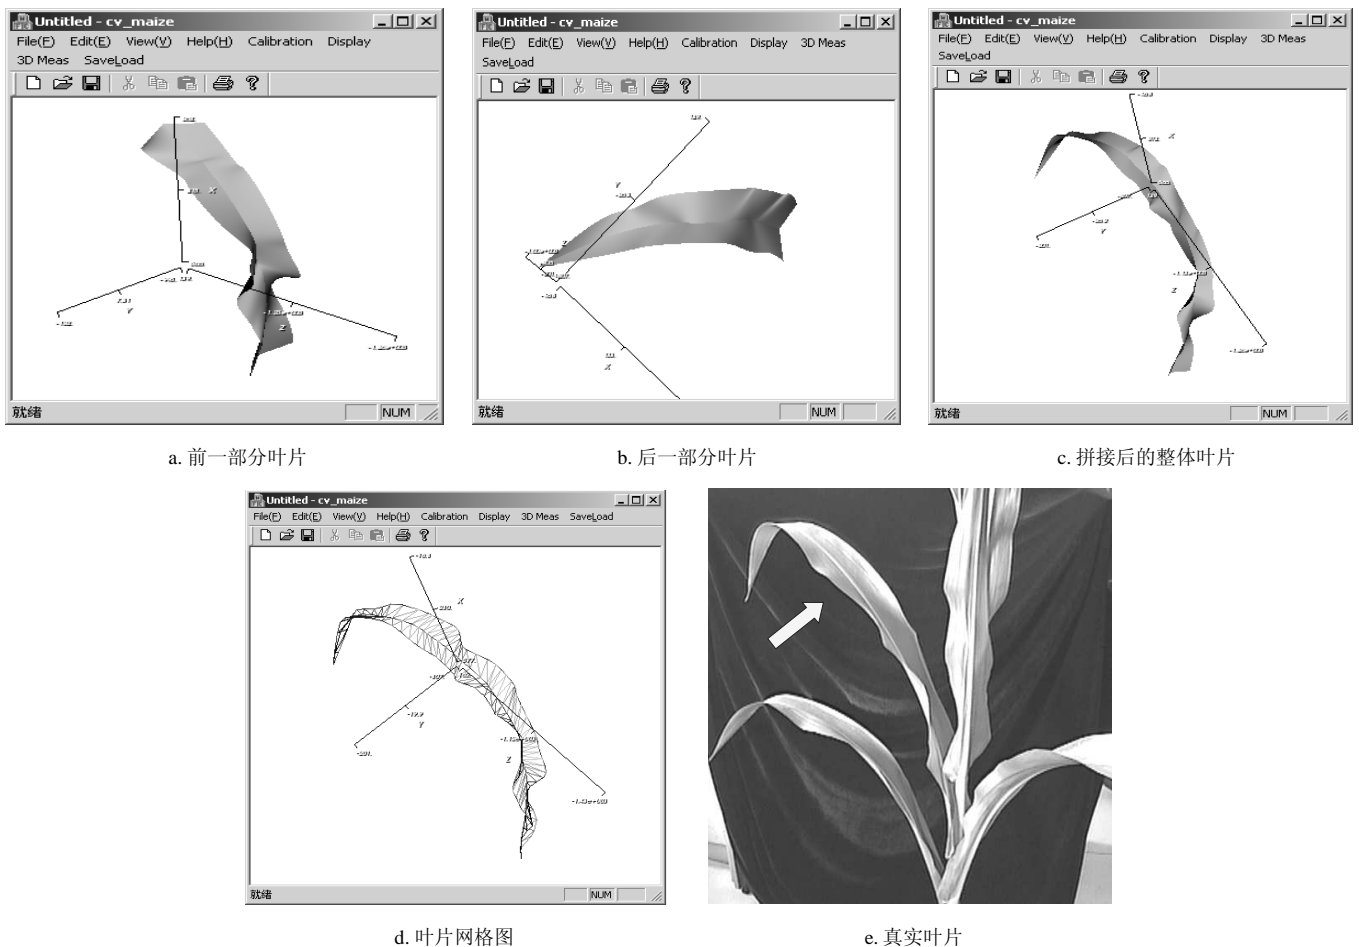 Untitled - cv_maize
File(F) Edit(E) View(V) Help(H) Calibration Display
3D Meas SaveLoad
X
Y
Z
就绪
NUM
a. 前一部分叶片
Untitled - cv_maize
File(F) Edit(E) View(V) Help(H) Calibration Display 3D Meas
SaveLoad
Y
Z
X
就绪
NUM
b. 后一部分叶片
Untitled - cv_maize
File(F) Edit(E) View(V) Help(H) Calibration Display 3D Meas
SaveLoad
X
Y
Z
就绪
NUM
c. 拼接后的整体叶片
Untitled - cv_maize
File(F) Edit(E) View(V) Help(H) Calibration Display 3D Meas SaveLoad
X
Y
Z
就绪
NUM
d. 叶片网格图
e. 真实叶片